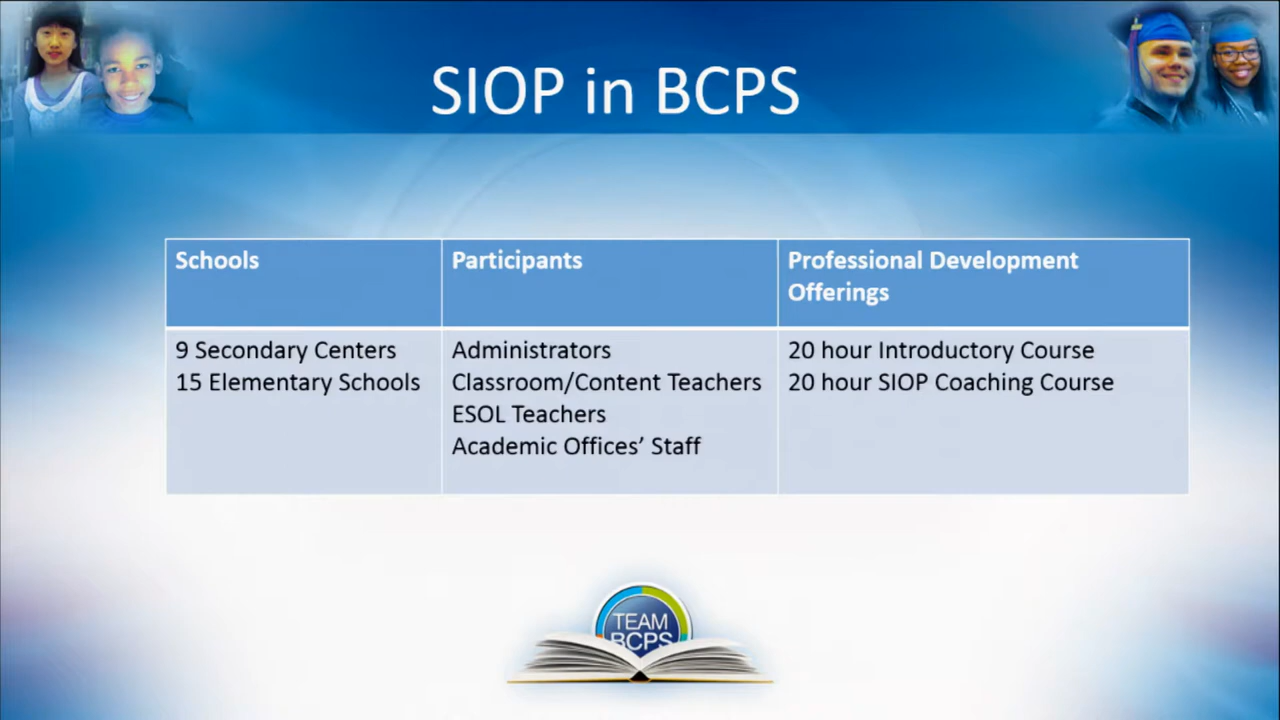 SIOP in BCPS
Schools
Participants
Professional Development
Offerings
9 Secondary Centers
15 Elementary Schools
Administrators
Classroom/Content Teachers
ESOL Teachers
Academic Offices’ Staff
20 hour Introductory Course
20 hour SIOP Coaching Course
TEAM
BCPS